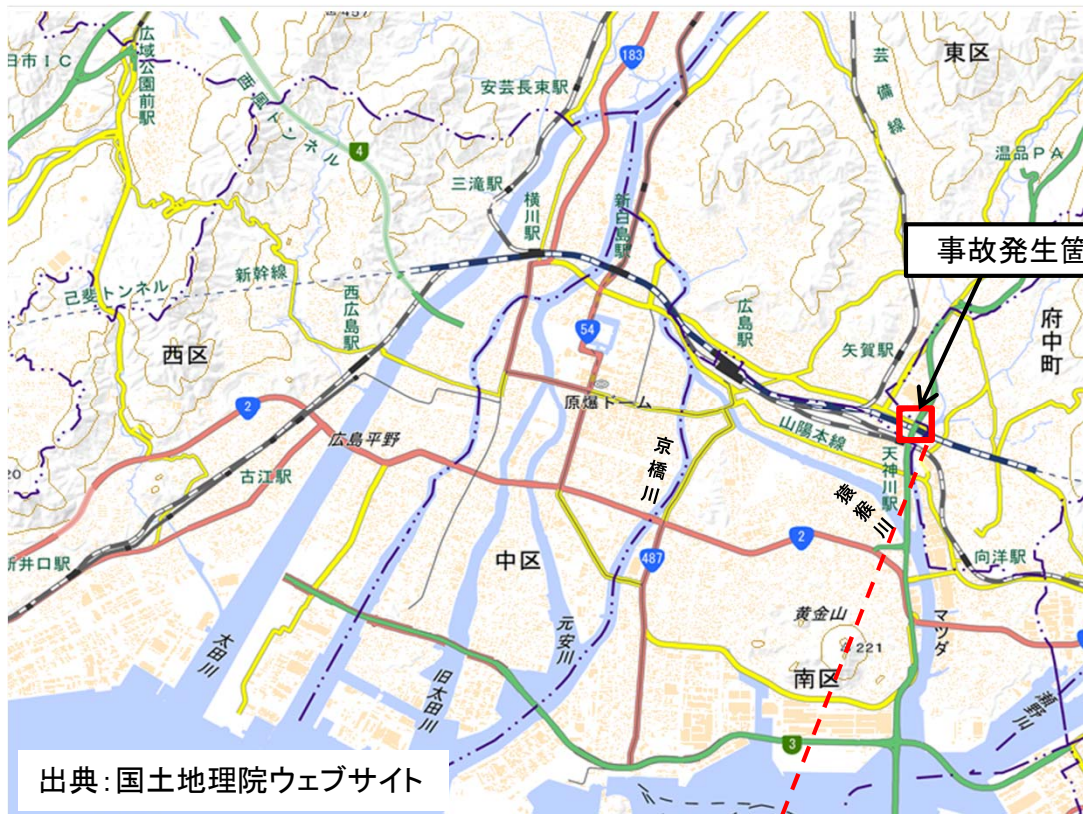 457
広域公園前駅
日市IC
西風トンネル
4
183
安芸長束駅
芸備線
東区
温品PA
三滝駅
横川駅
新白島駅
事故発生箇
新幹線
己斐トンネル
西広島駅
54
広島駅
矢賀駅
府中町
西区
2
原爆ドーム
山陽本線
天神川駅
広島平野
京橋川
猿猴川
20
古江駅
新井口駅
中区
487
2
向洋駅
黄金山
221
マツダ
太田川
旧太田川
元安川
南区
瀬野川
3
出典：国土地理院ウェブサイト